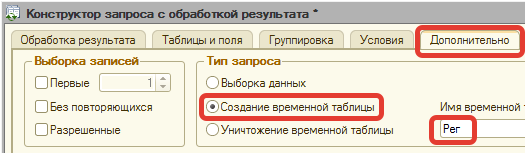 Конструктор запроса с обработкой результата *
Обработка результата
Таблицы и поля
Группировка
Условия
Дополнительно
Выборка записей
Тип запроса
Первые
1
Выборка данных
Без повторяющихся
Создание временной таблицы
Имя временной т
Разрешенные
Уничтожение временной таблицы
Рег